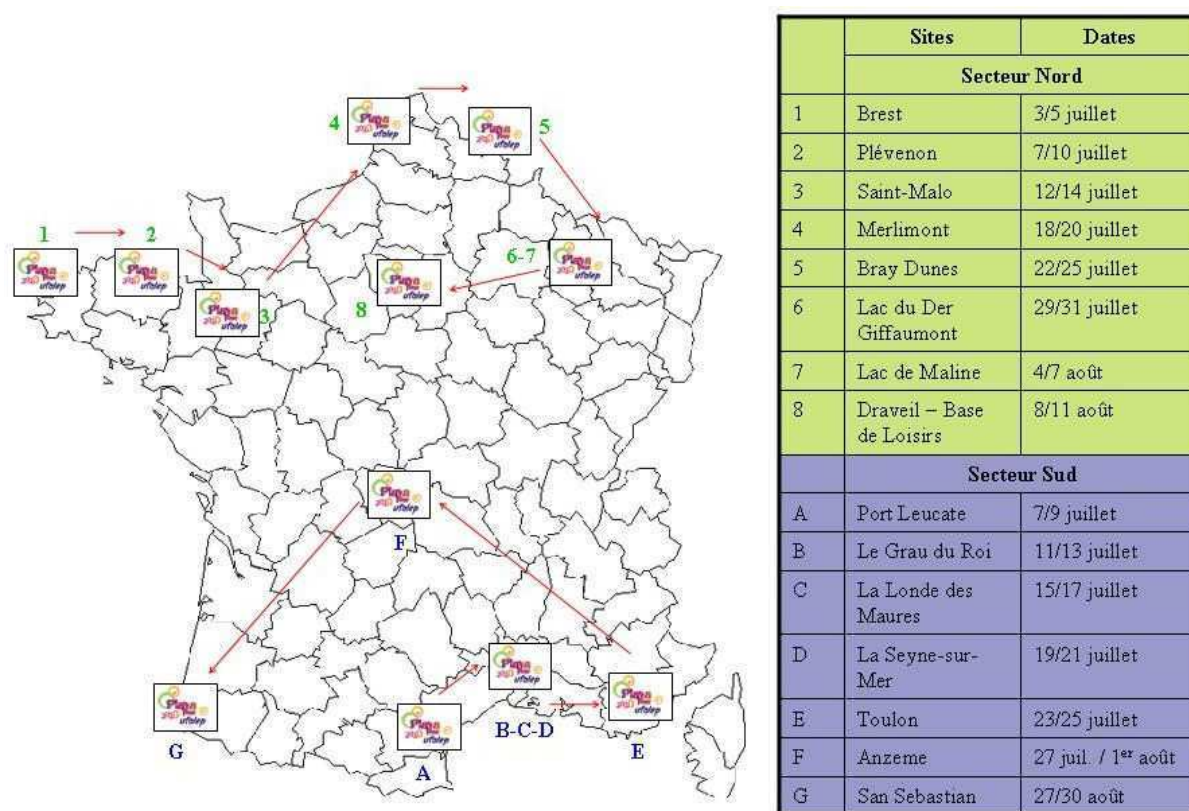 4
5
1
2
6-7
8
3
F
B-C-D
G
A
E
Playa
Tour
2010
ufolep
Sites Dates
Secteur Nord
1 Brest 3/5 juillet
2 Plévenon 7/10 juillet
3 Saint-Malo 12/14 juillet
4 Merlimont 18/20 juillet
5 Bray Dunes 22/25 juillet
6 Lac du Der 29/31 juillet
Giffaumont
7 Lac de Maline 4/7 août
8 Draveil – Base 8/11 août
de Loisirs
Secteur Sud
A Port Leucate 7/9 juillet
B Le Grau du Roi 11/13 juillet
C La Londe des 15/17 juillet
Maures
D La Seyne-sur- 19/21 juillet
Mer
E Toulon 23/25 juillet
F Anzeme 27 juil. / 1er août
G San Sebastian 27/30 août